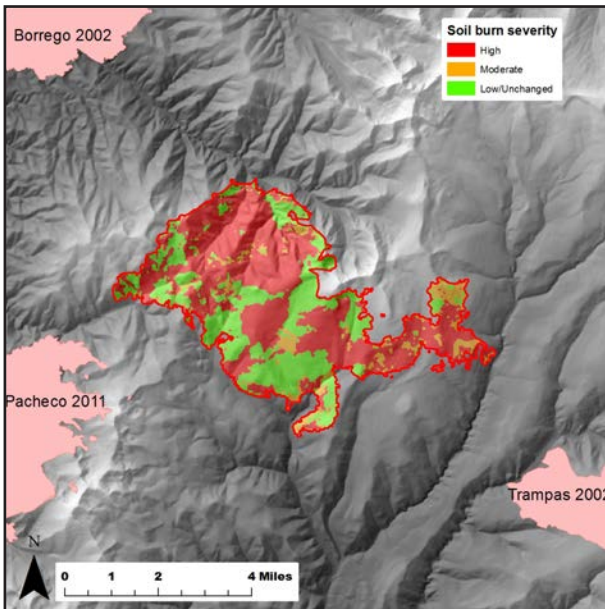 Borrego 2002
Soil burn severity
High
Moderate
Low/Unchanged
Pacheco 2011
Trampas 2002
N
0 1 2 4 Miles